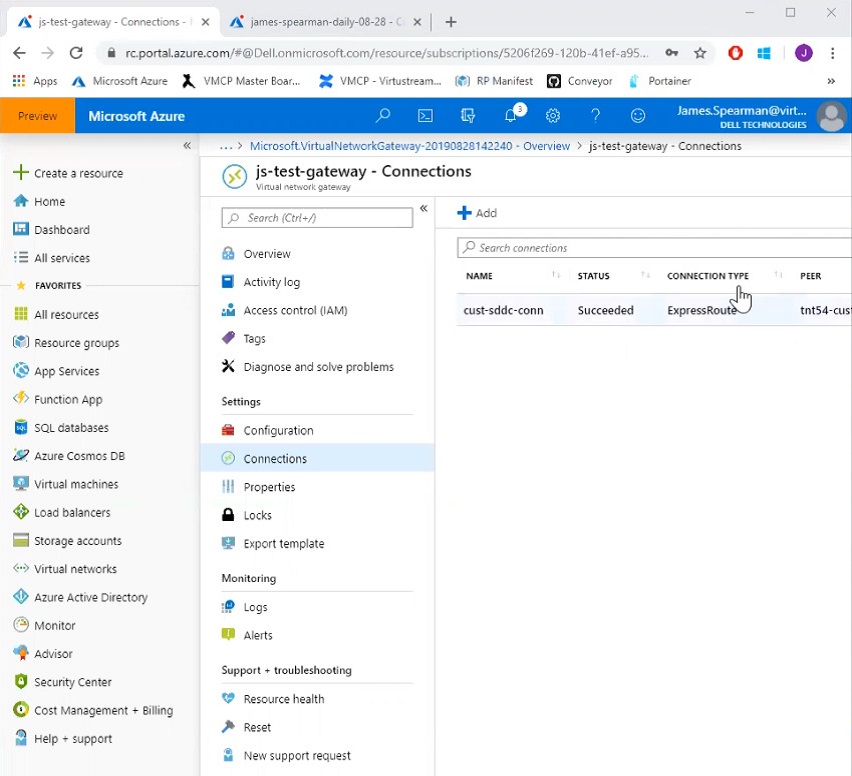 js-test-gateway - Connections -
james-spearman-daily-08-28 - C
rc.portal.azure.com/#@Dell.onmicrosoft.com/resource/subscriptions/5206f269-120b-41ef-a95...
J
Apps
Microsoft Azure
VMCP Master Boar...
VMCP - Virtustream...
RP Manifest
Conveyor
Portainer
»
Preview
Microsoft Azure
3
James.Spearman@virt...
DELL TECHNOLOGIES
... > Microsoft.VirtualNetworkGateway-20190828142240 - Overview > js-test-gateway - Connections
js-test-gateway - Connections
Virtual network gateway
«
Create a resource
Home
Dashboard
All services
FAVORITES
All resources
Resource groups
App Services
Function App
SQL databases
Azure Cosmos DB
Virtual machines
Load balancers
Storage accounts
Virtual networks
Azure Active Directory
Monitor
Advisor
Security Center
Cost Management + Billing
Help + support
Search (Ctrl+/)
«
Overview
Activity log
Access control (IAM)
Tags
Diagnose and solve problems
Settings
Configuration
Connections
Properties
Locks
Export template
Monitoring
Logs
Alerts
Support + troubleshooting
Resource health
Reset
New support request
Add
Search connections
NAME STATUS CONNECTION TYPE PEER
cust-sddc-conn Succeeded ExpressRoute tnt54-cus